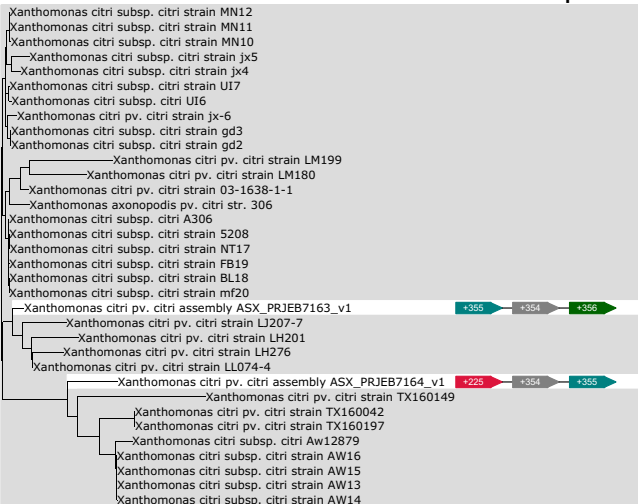 Xanthomonas citri subsp. citri strain MN12
Xanthomonas citri subsp. citri strain MN11
Xanthomonas citri subsp. citri strain MN10
Xanthomonas citri subsp. citri strain jx5
Xanthomonas citri subsp. citri strain jx4
Xanthomonas citri subsp. citri strain UI7
Xanthomonas citri subsp. citri UI6
Xanthomonas citri pv. citri strain jx-6
Xanthomonas citri subsp. citri strain gd3
Xanthomonas citri subsp. citri strain gd2
Xanthomonas citri pv. citri strain LM199
Xanthomonas citri pv. citri strain LM180
Xanthomonas citri pv. citri strain 03-1638-1-1
Xanthomonas axonopodis pv. citri str. 306
Xanthomonas citri subsp. citri A306
Xanthomonas citri subsp. citri strain 5208
Xanthomonas citri subsp. citri strain NT17
Xanthomonas citri subsp. citri strain FB19
Xanthomonas citri subsp. citri strain BL18
Xanthomonas citri subsp. citri strain mf20
Xanthomonas citri pv. citri assembly ASX_PRJEB7163_v1 +355 +354 +356
Xanthomonas citri pv. citri strain LJ207-7
Xanthomonas citri pv. citri strain LH201
Xanthomonas citri pv. citri strain LH276
Xanthomonas citri pv. citri strain LL074-4
Xanthomonas citri pv. citri assembly ASX_PRJEB7164_v1 +225 +354 +355
Xanthomonas citri pv. citri strain TX160149
Xanthomonas citri pv. citri strain TX160042
Xanthomonas citri pv. citri strain TX160197
Xanthomonas citri subsp. citri Aw12879
Xanthomonas citri subsp. citri strain AW16
Xanthomonas citri subsp. citri strain AW15
Xanthomonas citri subsp. citri strain AW13
Xanthomonas citri subsp. citri strain AW14